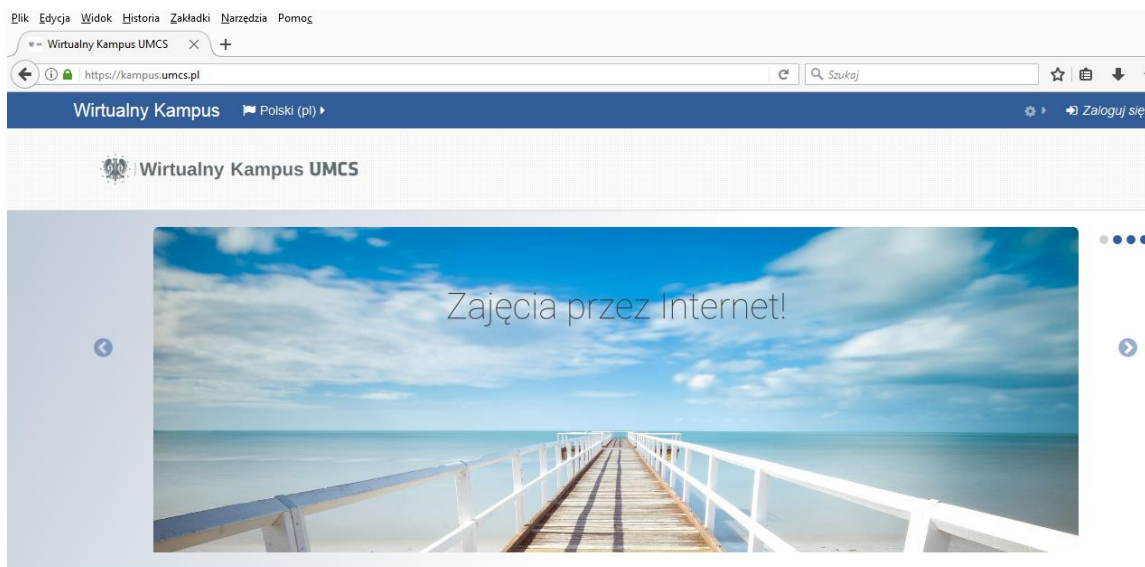 Plik Edycja Widok Historia Zakładki Narzędzia Pomoc
Wirtualny Kampus UMCS
https://kampus.umcs.pl Szukaj
Wirtualny Kampus Polski (pl) Zaloguj się
Wirtualny Kampus UMCS
Zajęcia przez Internet!